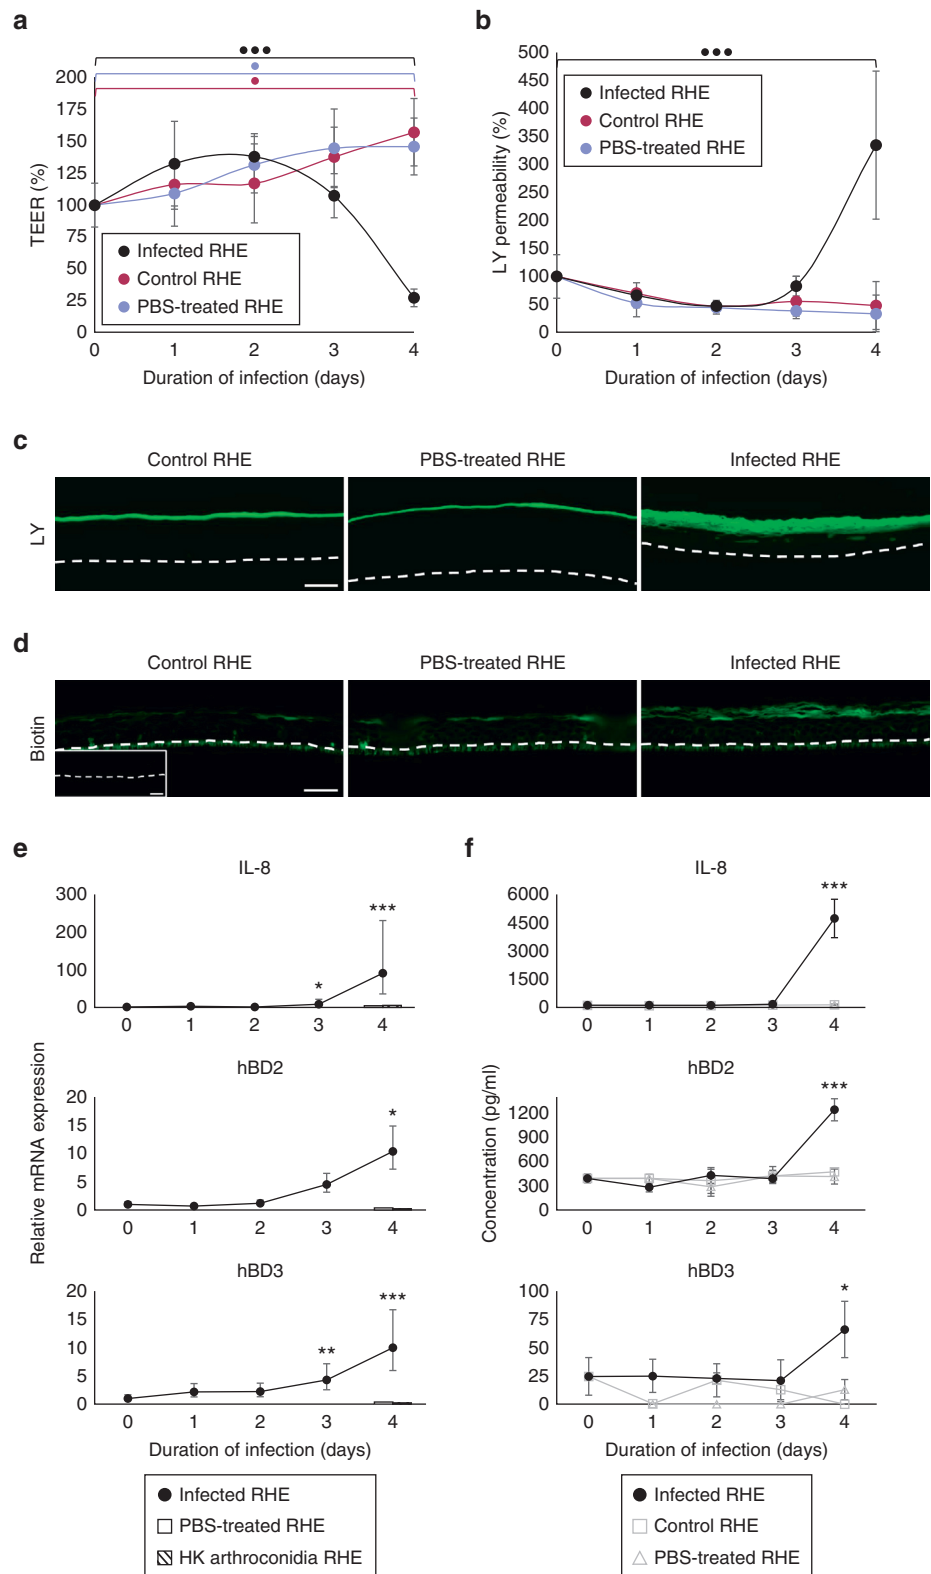 a
TEER (%)
200
175
150
125
100
75
50
25
0
0 1 2 3 4
Duration of infection (days)
Infected RHE
Control RHE
PBS-treated RHE
b
LY permeability (%)
500
450
400
350
300
250
200
150
100
50
0
0 1 2 3 4
Duration of infection (days)
Infected RHE
Control RHE
PBS-treated RHE
c
Control RHE PBS-treated RHE Infected RHE
LY
d
Control RHE PBS-treated RHE Infected RHE
Biotin
e
Relative mRNA expression
IL-8
300
200
100
0
* ***
0 1 2 3 4
hBD2
20
15
10
5
0
*
0 1 2 3 4
hBD3
20
15
10
5
0
** ***
0 1 2 3 4
Duration of infection (days)
Infected RHE
PBS-treated RHE
HK arthroconidia RHE
f
Concentration (pg/ml)
IL-8
6000
4500
3000
1500
0
***
0 1 2 3 4
hBD2
1200
900
600
300
0
***
0 1 2 3 4
hBD3
100
75
50
25
0
*
0 1 2 3 4
Duration of infection (days)
Infected RHE
Control RHE
PBS-treated RHE